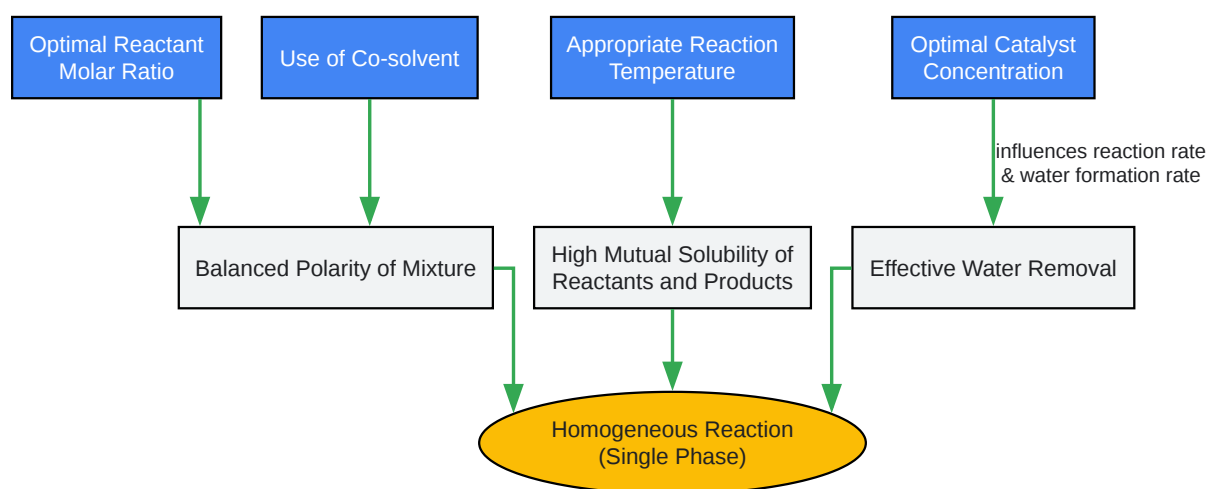 Optimal Reactant
Molar Ratio
Use of Co-solvent
Appropriate Reaction
Temperature
Optimal Catalyst
Concentration
influences reaction rate
& water formation rate
Balanced Polarity of Mixture
High Mutual Solubility of
Reactants and Products
Effective Water Removal
Homogeneous Reaction
(Single Phase)